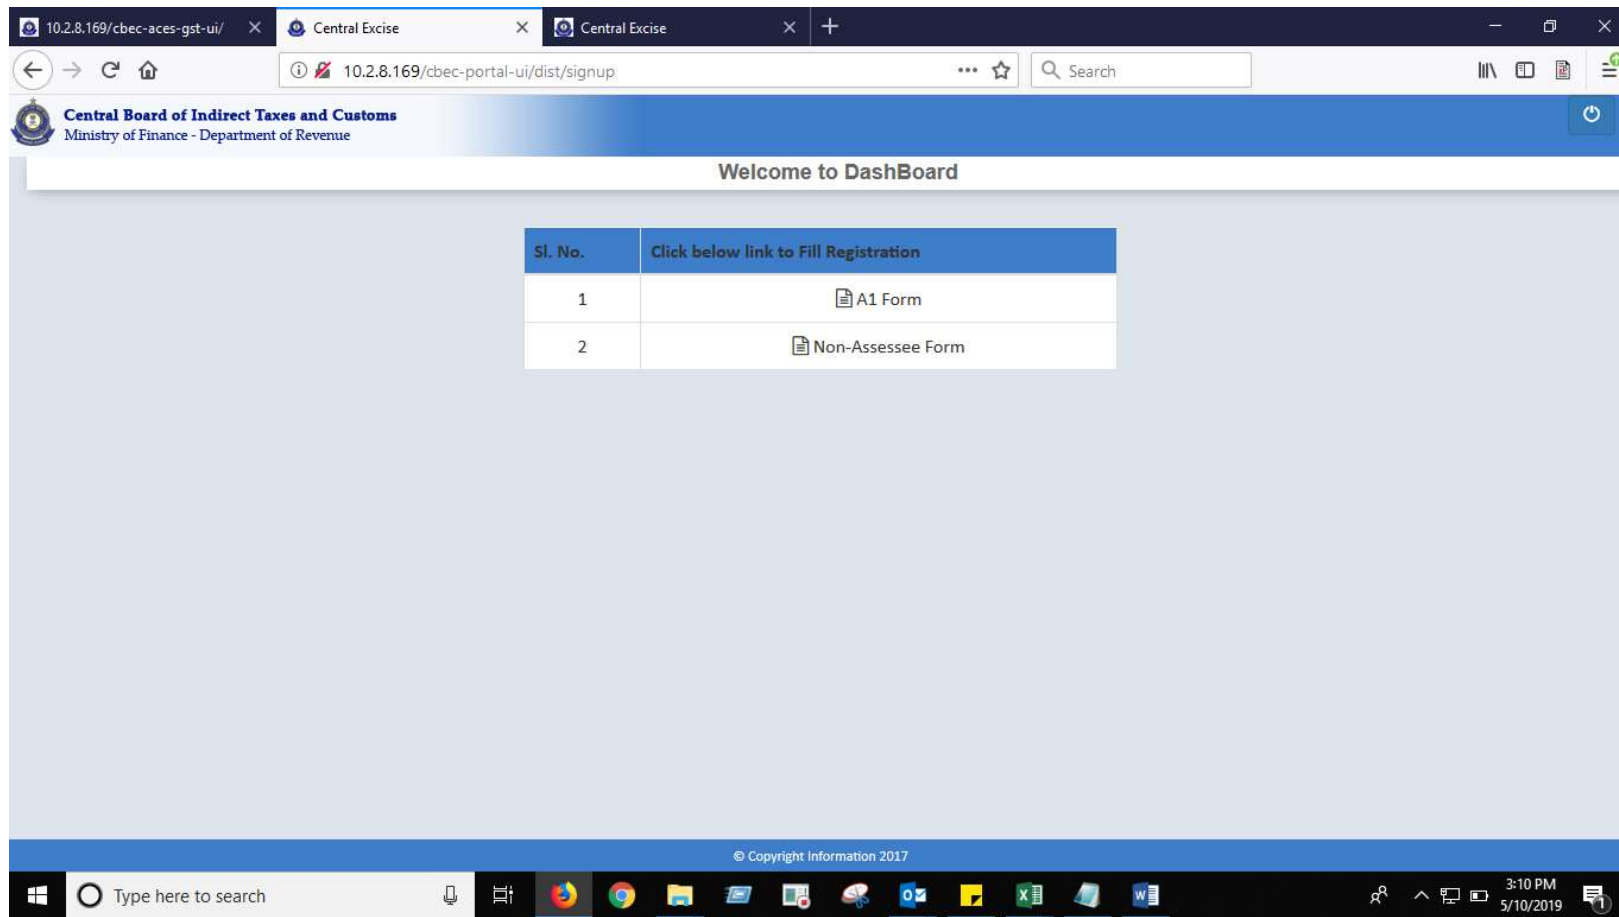 10.2.8.169/cbec-aces-gst-ui/ Central Excise Central Excise
10.2.8.169/cbec-portal-ui/dist/signup Search
Central Board of Indirect Taxes and Customs
Ministry of Finance - Department of Revenue
Welcome to DashBoard
Sl. No. Click below link to Fill Registration
1 A1 Form
2 Non-Assessee Form
© Copyright Information 2017
Type here to search
3:10 PM
5/10/2019
1